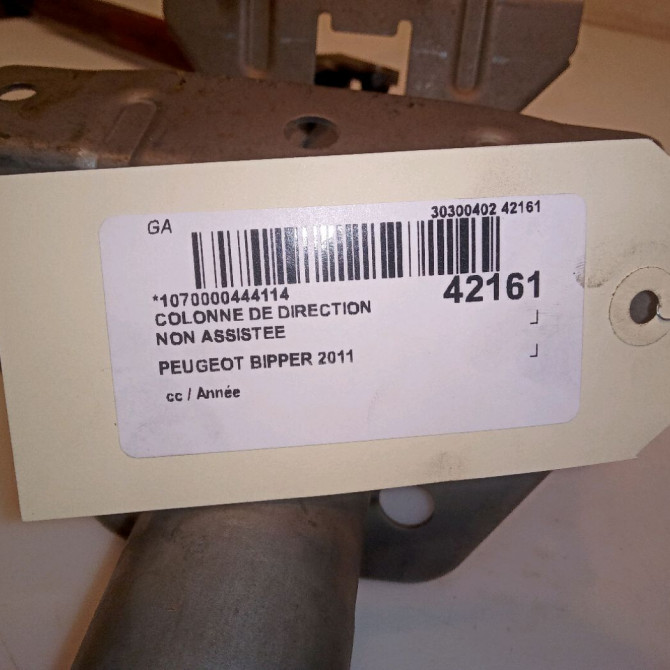 GA
30300402 42161
*1070000444114
42161
COLONNE DE DIRECTION
NON ASSISTEE
PEUGEOT BIPPER 2011
cc / Année